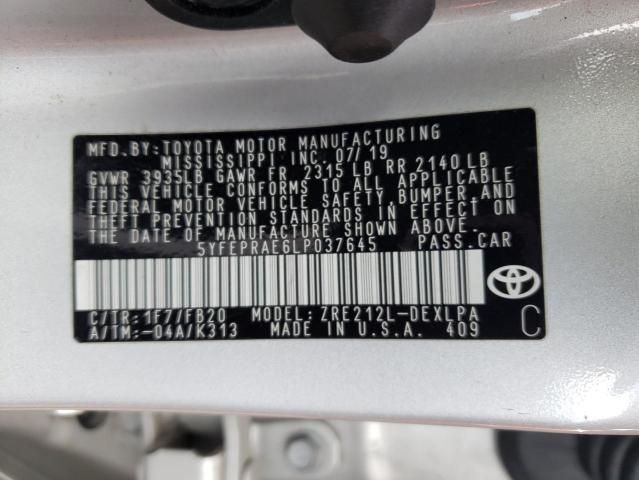 MFD. BY: TOYOTA MOTOR MANUFACTURING
MISSISSIPPI INC. 07/19
GVWR 3935LB GAWR FR 2315 LB RR 2140 LB
THIS VEHICLE CONFORMS TO ALL APPLICABLE
FEDERAL MOTOR VEHICLE SAFETY, BUMPER AND
THEFT PREVENTION STANDARDS IN EFFECT ON
THE DATE OF MANUFACTURE SHOWN ABOVE.
5YFEPRAE6LP037645 PASS. CAR
C/TR: 1F7/FB20 MODEL: ZRE212L-DEXLPA
A/TM: -04A/K313 MADE IN U.S.A. 409
C